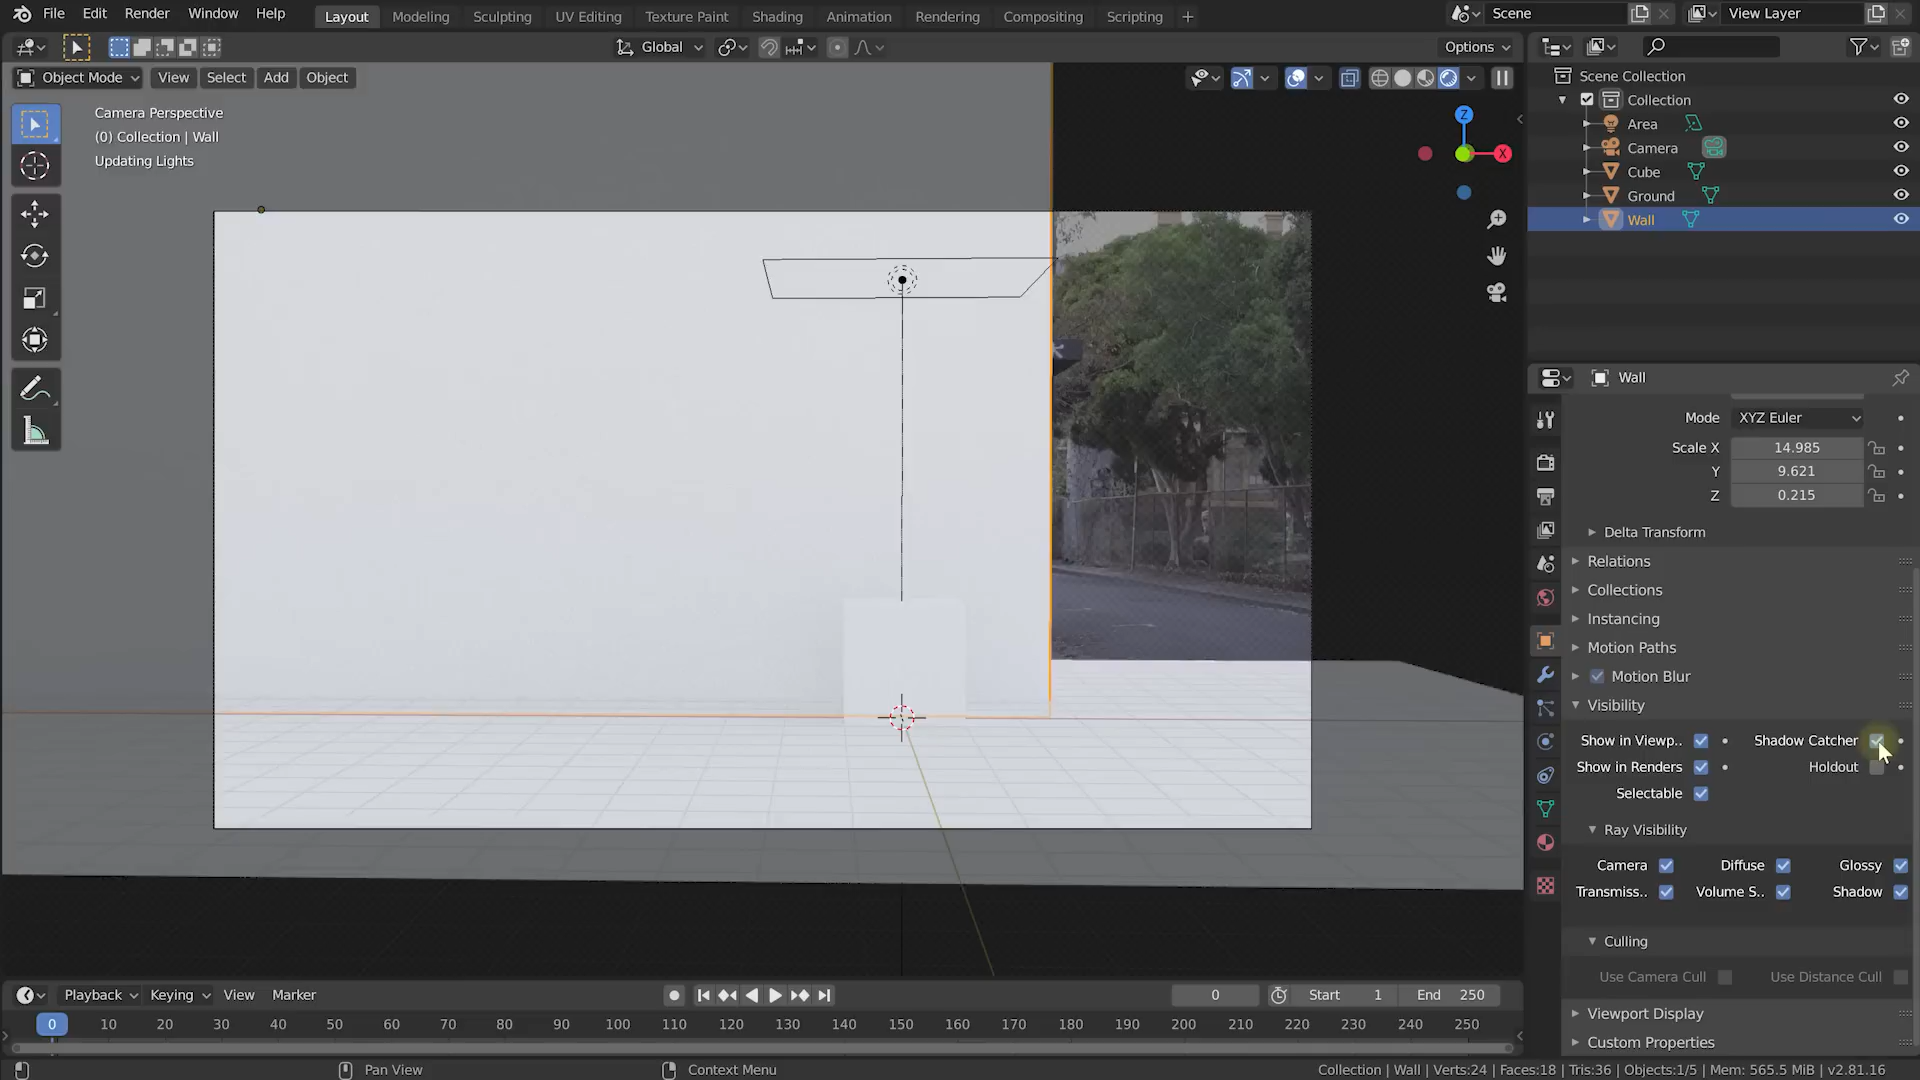 File Edit Render Window Help
Layout Modeling Sculpting UV Editing Texture Paint Shading Animation Rendering Compositing Scripting +
Scene View Layer
Global Options
Object Mode View Select Add Object
Camera Perspective
(0) Collection | Wall
Updating Lights
Z
X
Scene Collection
Collection
Area
Camera
Cube
Ground
Wall
Wall
Mode XYZ Euler
Scale X 14.985
Y 9.621
Z 0.215
Delta Transform
Relations
Collections
Instancing
Motion Paths
Motion Blur
Visibility
Show in Viewp.. Shadow Catcher
Show in Renders Holdout
Selectable
Ray Visibility
Camera Diffuse Glossy
Transmiss.. Volume S.. Shadow
Culling
Use Camera Cull Use Distance Cull
Viewport Display
Custom Properties
Playback Keying View Marker 0 Start 1 End 250
0 10 20 30 40 50 60 70 80 90 100 110 120 130 140 150 160 170 180 190 200 210 220 230 240 250
Pan View Context Menu Collection | Wall | Verts:24 | Faces:18 | Tris:36 | Objects:1/5 | Mem: 565.5 MiB | v2.81.16